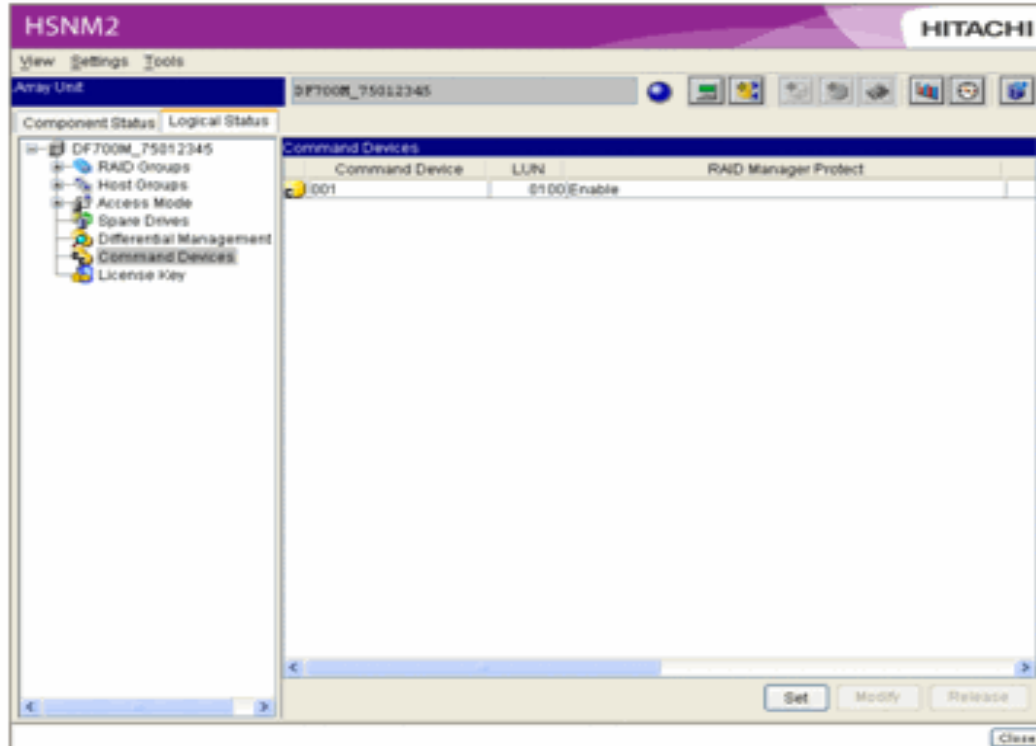 HSNM2
HITACHI
View Settings Tools
Array Unit
DF700M_75012345
Component Status Logical Status
DF700M_75012345
RAID Groups
Host Groups
Access Mode
Spare Drives
Differential Management
Command Devices
License Key
Command Devices
Command Device LUN RAID Manager Protect
001 0100 Enable
Set Modify Release
Close